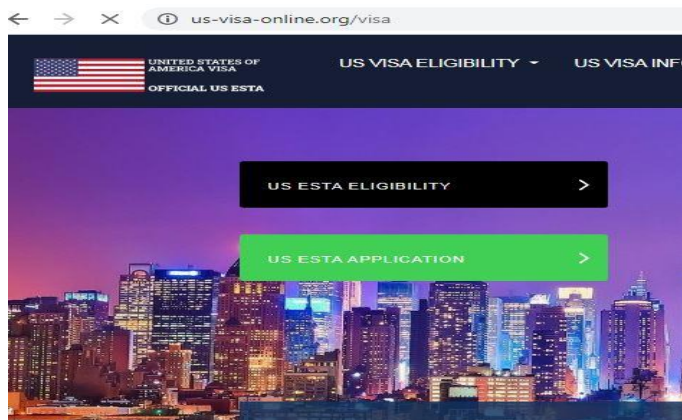 us-visa-online.org/visa
UNITED STATES OF
AMERICA VISA
OFFICIAL US ESTA
US VISA ELIGIBILITY
US VISA INFO
US ESTA ELIGIBILITY
US ESTA APPLICATION